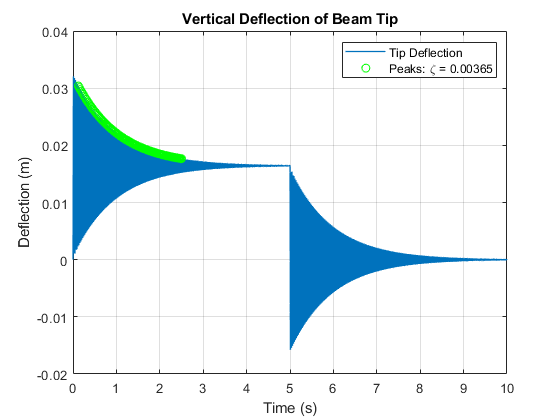 Vertical Deflection of Beam Tip
0.04
0.03
0.02
0.01
0
-0.01
-0.02
Deflection (m)
Tip Deflection
Peaks: ζ = 0.00365
0 1 2 3 4 5 6 7 8 9 10
Time (s)